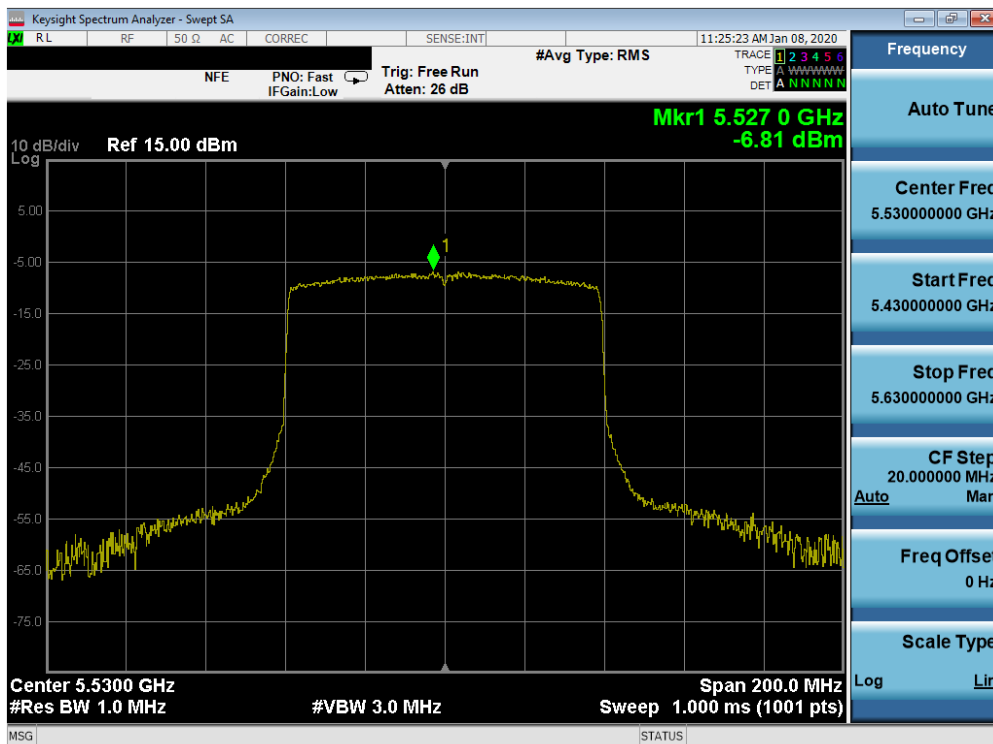 Keysight Spectrum Analyzer - Swept SA
LXI RL RF 50 Ω AC CORREC SENSE:INT 11:25:23 AM Jan 08, 2020
#Avg Type: RMS
TRACE 1 2 3 4 5 6
TYPE A WWWWWW
DET A N N N N N
NFE PNO: Fast Trig: Free Run
IFGain:Low Atten: 26 dB
Mkr1 5.527 0 GHz
-6.81 dBm
10 dB/div Ref 15.00 dBm
Log
5.00
-5.00
-15.0
-25.0
-35.0
-45.0
-55.0
-65.0
-75.0
1
Center 5.5300 GHz Span 200.0 MHz
#Res BW 1.0 MHz #VBW 3.0 MHz Sweep 1.000 ms (1001 pts)
MSG STATUS
Frequency
Auto Tune
Center Freq
5.530000000 GHz
Start Freq
5.430000000 GHz
Stop Freq
5.630000000 GHz
CF Step
20.000000 MHz
Auto Man
Freq Offset
0 Hz
Scale Type
Log Lin